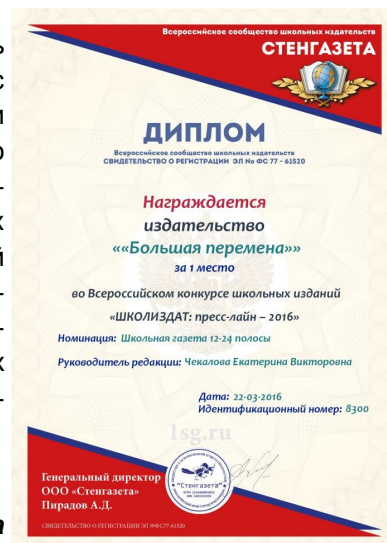 Всероссийское сообщество школьных издательств
СТЕНГАЗЕТА
ДИПЛОМ
Всероссийское сообщество школьных издательств
СВИДЕТЕЛЬСТВО О РЕГИСТРАЦИИ ЭЛ No ФС 77 - 61520
Награждается
издательство
««Большая перемена»»
за 1 место
во Всероссийском конкурсе школьных изданий
«ШКОЛИЗДАТ: пресс-лайн – 2016»
Номинация: Школьная газета 12-24 полосы
Руководитель редакции: Чекалова Екатерина Викторовна
Дата: 22-03-2016
Идентификационный номер: 8300
1sg.ru
Генеральный директор
ООО «Стенгазета»
Пирадов А.Д.
"Стенгазета"
СВИДЕТЕЛЬСТВО О РЕГИСТРАЦИИ ЭЛ №ФС77-61520